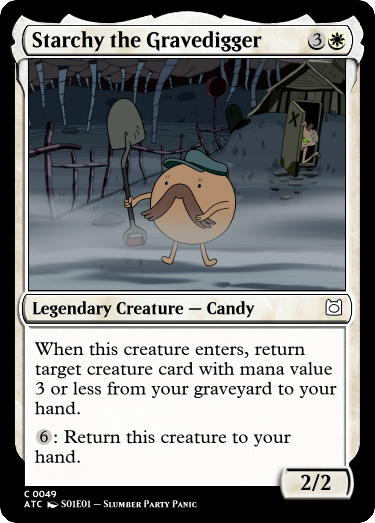 Starchy the Gravedigger 3
Legendary Creature — Candy
When this creature enters, return
target creature card with mana value
3 or less from your graveyard to your
hand.
6: Return this creature to your
hand.
2/2
C 0049
ATC S01E01 – Slumber Party Panic